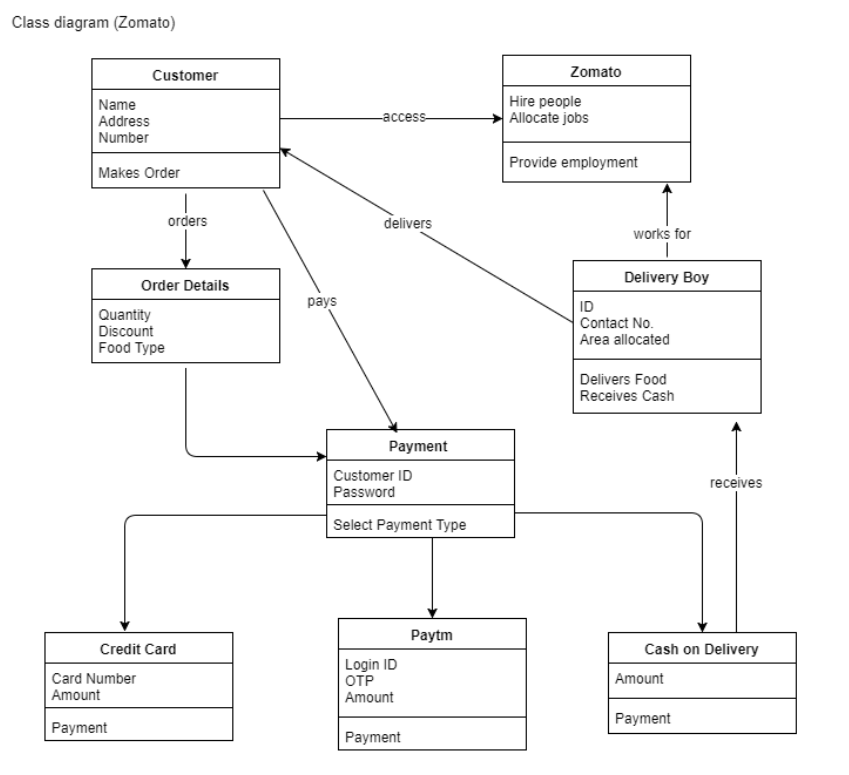 Class diagram (Zomato)
Customer
Name
Address
Number
Makes Order
access
Zomato
Hire people
Allocate jobs
Provide employment
orders
delivers
works for
Order Details
Quantity
Discount
Food Type
pays
Delivery Boy
ID
Contact No.
Area allocated
Delivers Food
Receives Cash
Payment
Customer ID
Password
Select Payment Type
receives
Credit Card
Card Number
Amount
Payment
Paytm
Login ID
OTP
Amount
Payment
Cash on Delivery
Amount
Payment